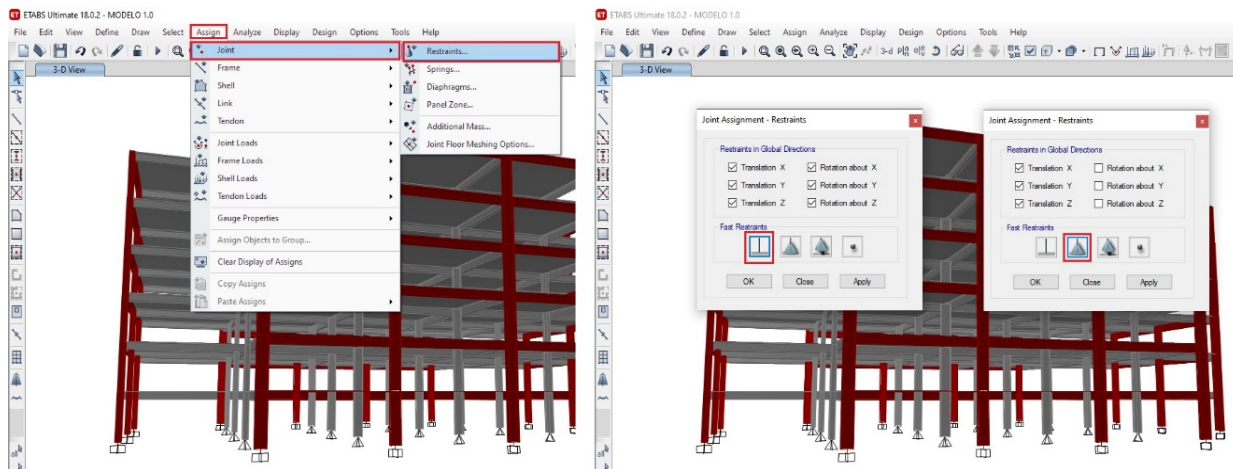 ETABS Ultimate 18.0.2 - MODELO 1.0
File Edit View Define Draw Select Assign Analyze Display Design Options Tools Help
3-D View
Joint
Frame
Shell
Link
Tendon
Joint Loads
Frame Loads
Shell Loads
Tendon Loads
Gauge Properties
Assign Objects to Group...
Clear Display of Assigns
Copy Assigns
Paste Assigns
Restraints...
Springs...
Diaphragms...
Panel Zone...
Additional Mass...
Joint Floor Meshing Options...
ETABS Ultimate 18.0.2 - MODELO 1.0
File Edit View Define Draw Select Assign Analyze Display Design Options Tools Help
3-d
3-D View
Joint Assignment - Restraints
Restraints in Global Directions
Translation X Rotation about X
Translation Y Rotation about Y
Translation Z Rotation about Z
Fast Restraints
OK Close Apply
Joint Assignment - Restraints
Restraints in Global Directions
Translation X Rotation about X
Translation Y Rotation about Y
Translation Z Rotation about Z
Fast Restraints
OK Close Apply
all
all